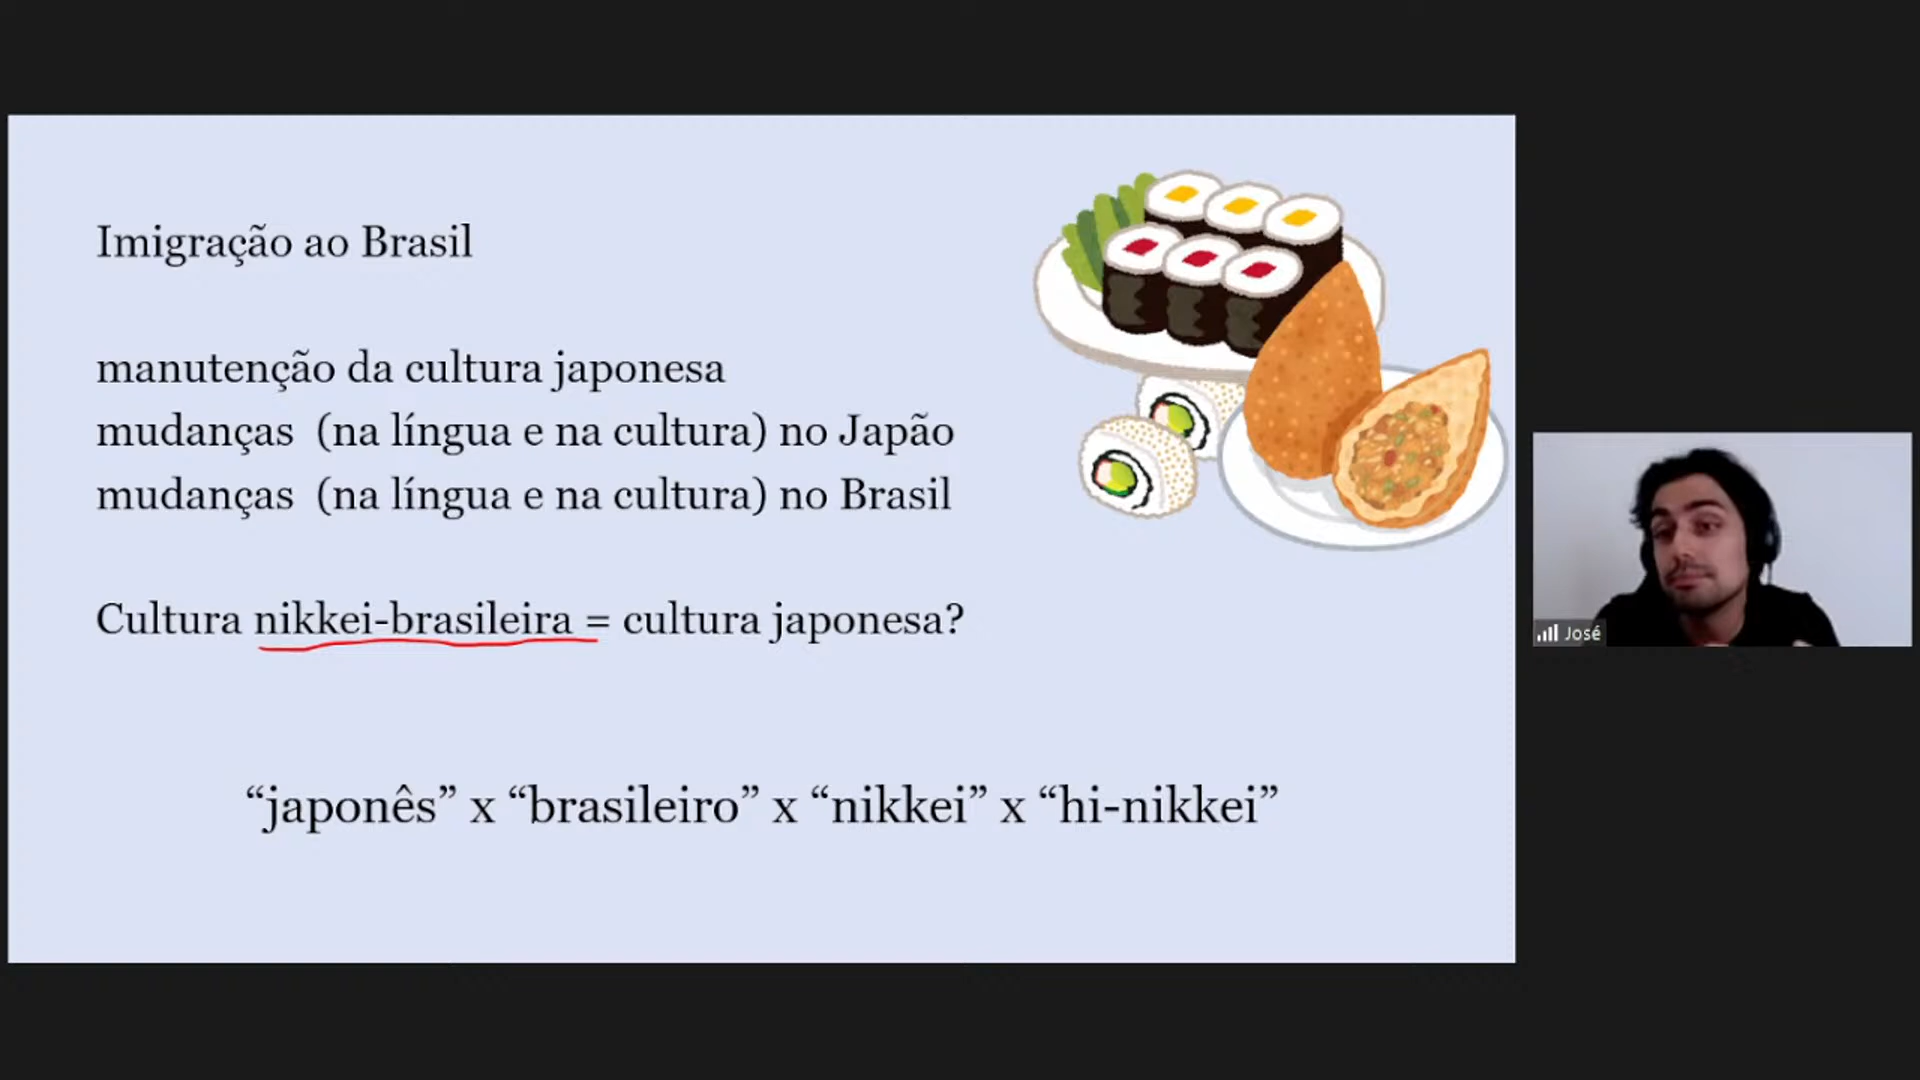 Imigração ao Brasil
manutenção da cultura japonesa
mudanças (na língua e na cultura) no Japão
mudanças (na língua e na cultura) no Brasil
Cultura nikkei-brasileira = cultura japonesa?
“japonês” x “brasileiro” x “nikkei” x “hi-nikkei”
José